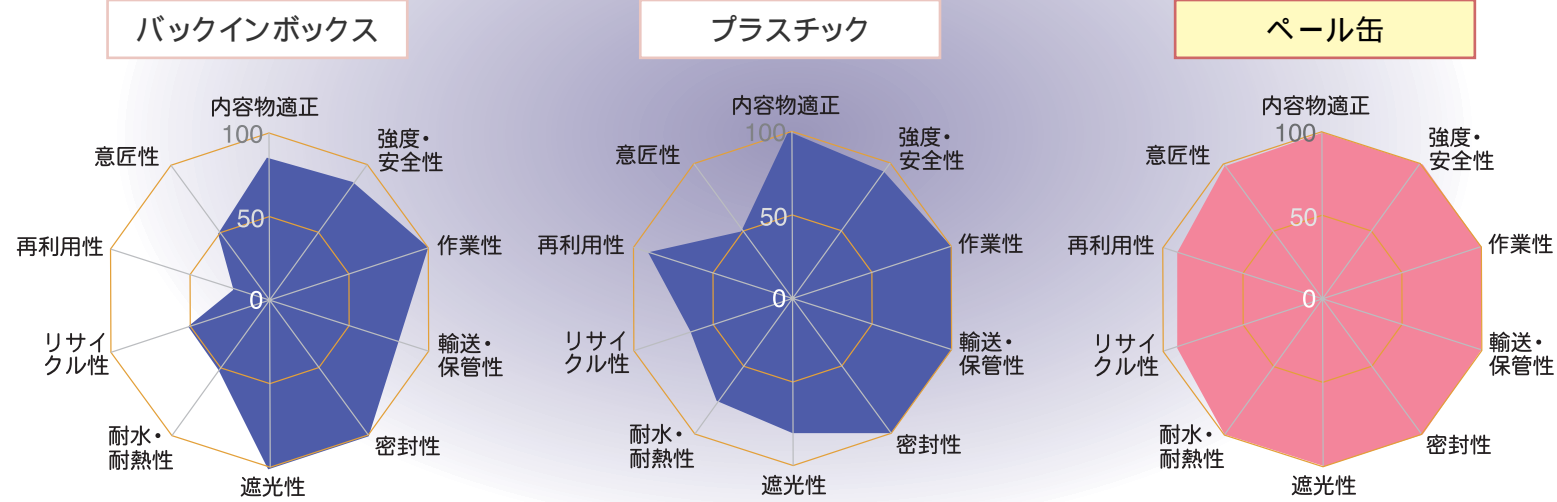 バックインボックス
内容物適正
100
強度・
安全性
意匠性
50
再利用性
作業性
0
リサイ
クル性
輸送・
保管性
耐水・
耐熱性
密封性
遮光性
プラスチック
内容物適正
100
強度・
安全性
意匠性
50
再利用性
作業性
0
リサイ
クル性
輸送・
保管性
耐水・
耐熱性
密封性
遮光性
ペール缶
内容物適正
100
強度・
安全性
意匠性
50
再利用性
作業性
0
リサイ
クル性
輸送・
保管性
耐水・
耐熱性
密封性
遮光性